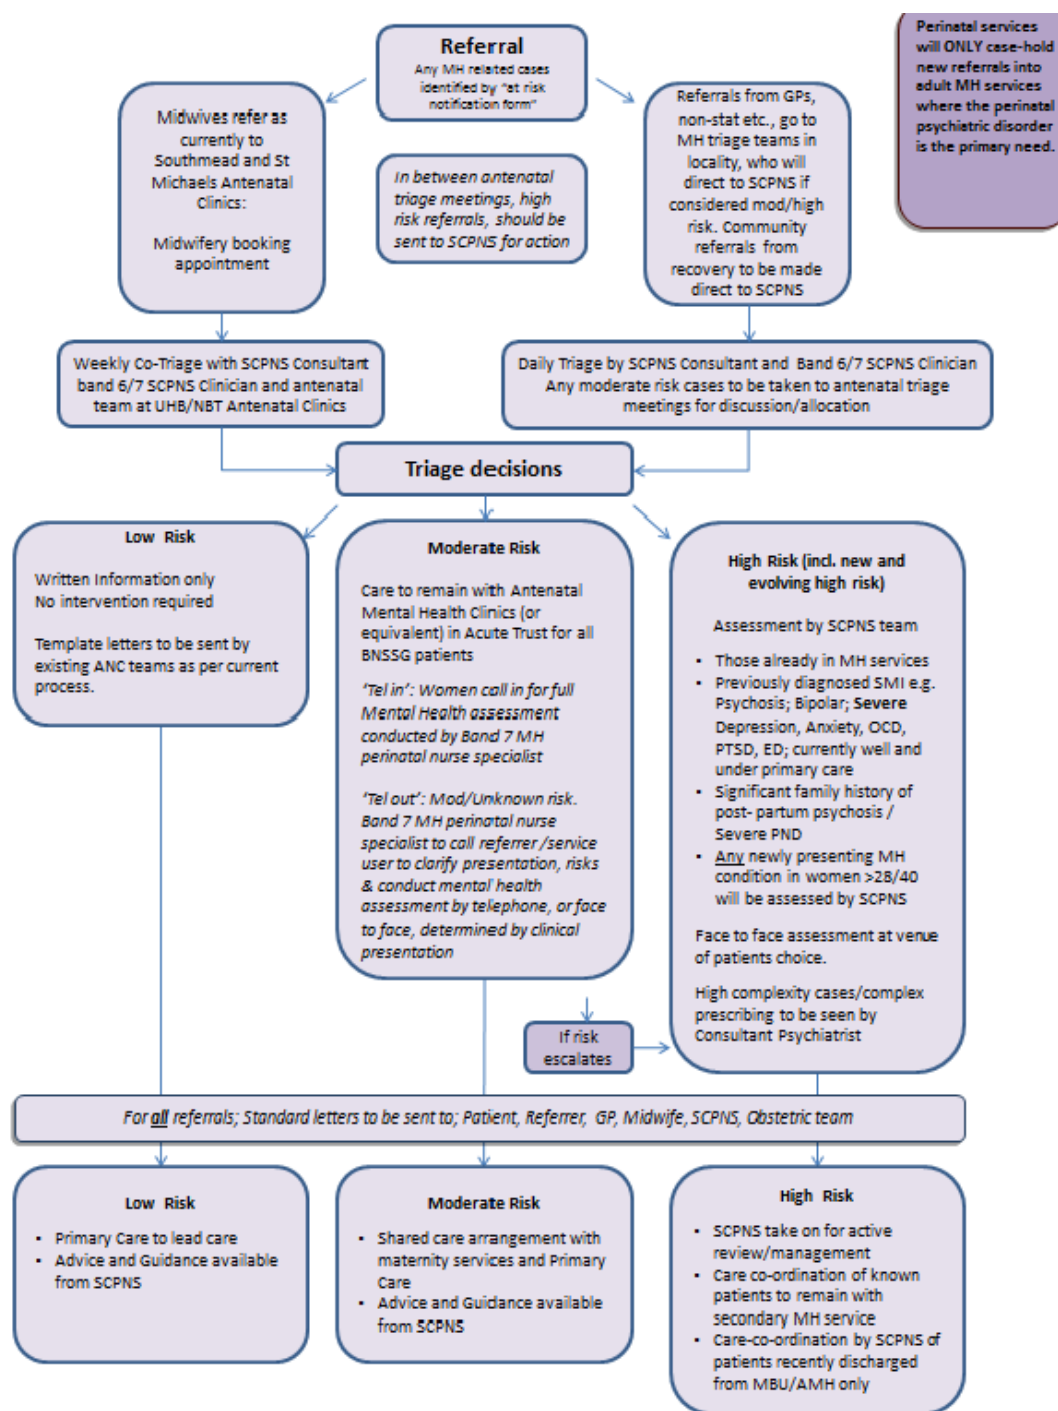 Referral
Any MH related cases
identified by "at risk
notification form"
Perinatal services
will ONLY case-hold
new referrals into
adult MH services
where the perinatal
psychiatric disorder
is the primary need.
Midwives refer as
currently to
Southmead and St
Michaels Antenatal
Clinics:
Midwifery booking
appointment
In between antenatal
triage meetings, high
risk referrals, should be
sent to SCPNS for action
Referrals from GPs,
non-stat etc., go to
MH triage teams in
locality, who will
direct to SCPNS if
considered mod/high
risk. Community
referrals from
recovery to be made
direct to SCPNS
Weekly Co-Triage with SCPNS Consultant
band 6/7 SCPNS Clinician and antenatal
team at UHB/NBT Antenatal Clinics
Daily Triage by SCPNS Consultant and Band 6/7 SCPNS Clinician
Any moderate risk cases to be taken to antenatal triage
meetings for discussion/allocation
Triage decisions
Low Risk
Written Information only
No intervention required
Template letters to be sent by
existing ANC teams as per current
process.
Moderate Risk
Care to remain with Antenatal
Mental Health Clinics (or
equivalent) in Acute Trust for all
BNSSG patients
'Tel in': Women call in for full
Mental Health assessment
conducted by Band 7 MH
perinatal nurse specialist
'Tel out': Mod/Unknown risk.
Band 7 MH perinatal nurse
specialist to call referrer/service
user to clarify presentation, risks
& conduct mental health
assessment by telephone, or face
to face, determined by clinical
presentation
High Risk (incl. new and
evolving high risk)
Assessment by SCPNS team
▪ Those already in MH services
▪ Previously diagnosed SMI e.g.
Psychosis; Bipolar; Severe
Depression, Anxiety, OCD,
PTSD, ED; currently well and
under primary care
▪ Significant family history of
post- partum psychosis /
Severe PND
▪ Any newly presenting MH
condition in women >28/40
will be assessed by SCPNS
Face to face assessment at venue
of patients choice.
High complexity cases/complex
prescribing to be seen by
Consultant Psychiatrist
If risk
escalates
For all referrals; Standard letters to be sent to; Patient, Referrer, GP, Midwife, SCPNS, Obstetric team
Low Risk
▪ Primary Care to lead care
▪ Advice and Guidance available
from SCPNS
Moderate Risk
▪ Shared care arrangement with
maternity services and Primary
Care
▪ Advice and Guidance available
from SCPNS
High Risk
▪ SCPNS take on for active
review/management
▪ Care co-ordination of known
patients to remain with
secondary MH service
▪ Care-co-ordination by SCPNS of
patients recently discharged
from MBU/AMH only